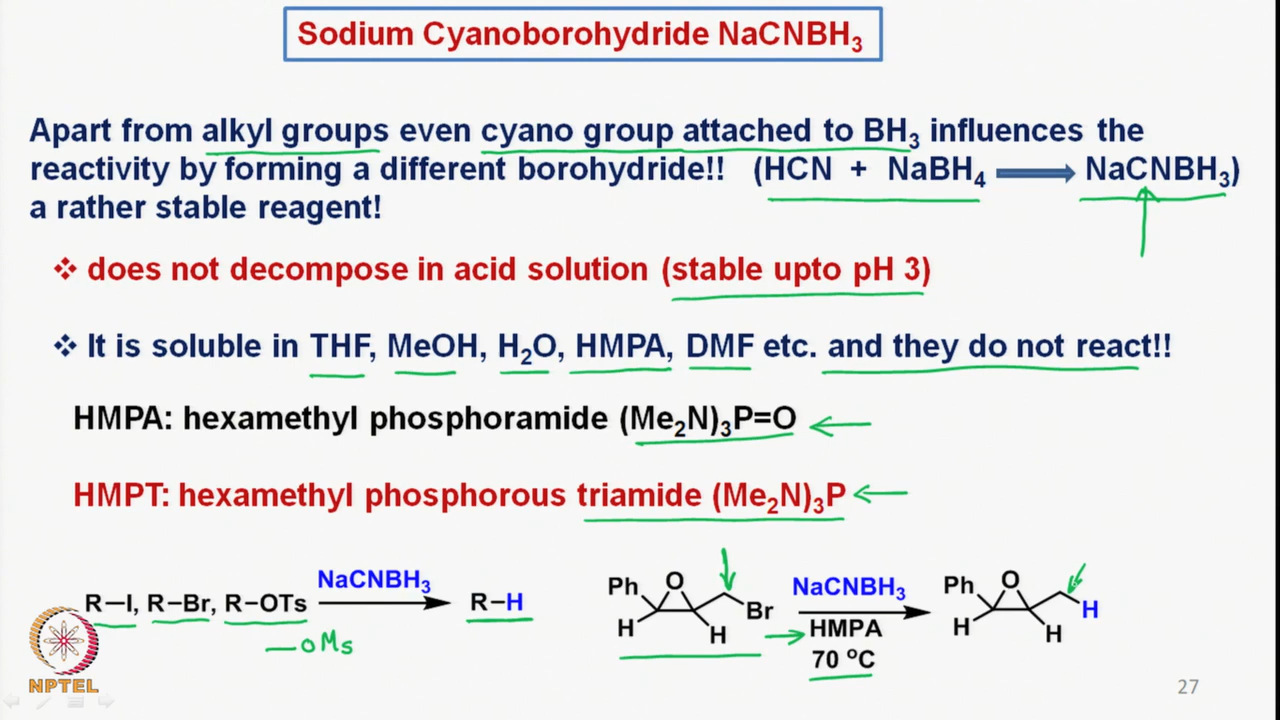 Sodium Cyanoborohydride NaCNBH₃
Apart from alkyl groups even cyano group attached to BH₃ influences the
reactivity by forming a different borohydride!! (HCN + NaBH₄ ⟶ NaCNBH₃)
a rather stable reagent!
❖ does not decompose in acid solution (stable upto pH 3)
❖ It is soluble in THF, MeOH, H₂O, HMPA, DMF etc. and they do not react!!
HMPA: hexamethyl phosphoramide (Me₂N)₃P=O
HMPT: hexamethyl phosphorous triamide (Me₂N)₃P
R–I, R–Br, R–OTs NaCNBH₃ R–H
–OMs
Ph O H H Br NaCNBH₃ Ph O H H H
HMPA
70 ºC
NPTEL
27